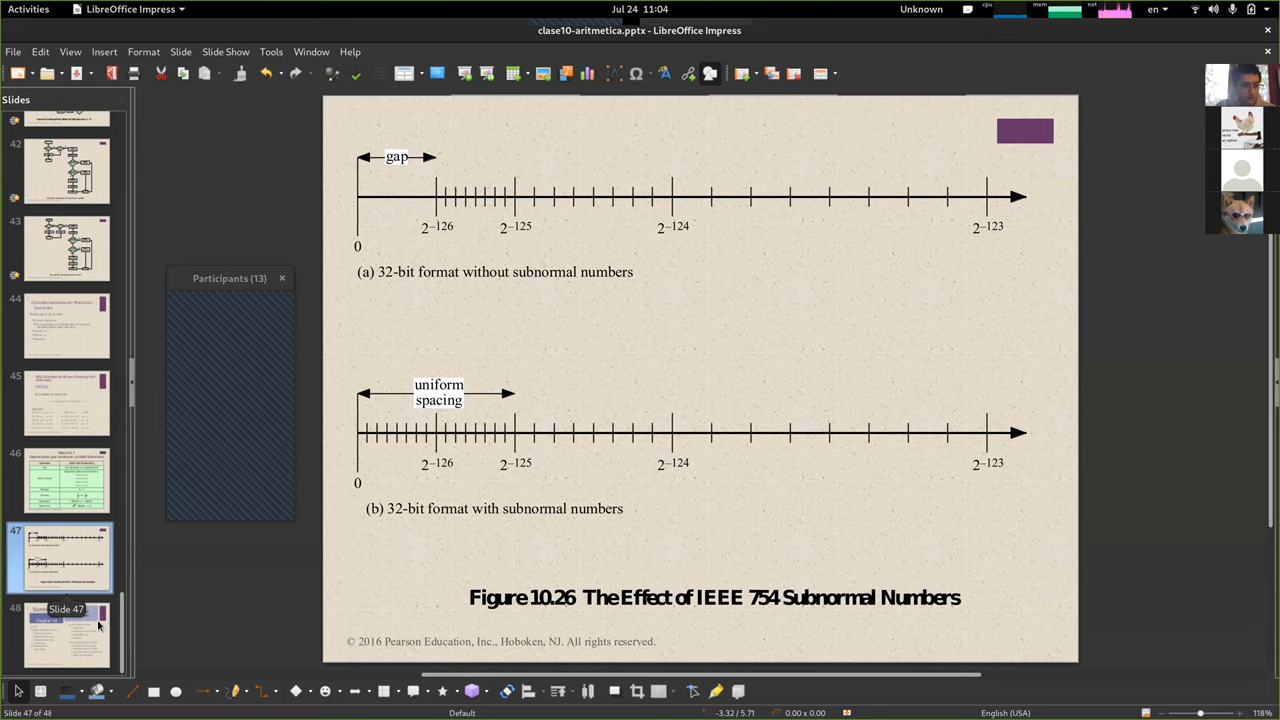 Activities LibreOffice Impress Jul 24 11:04 Unknown cpu mem net en
clase10-aritmetica.pptx - LibreOffice Impress
File Edit View Insert Format Slide Slide Show Tools Window Help
Slides
42
43
44
45
46
47
Slide 47
48
Participants (13)
gap
0 2–126 2–125 2–124 2–123
(a) 32-bit format without subnormal numbers
uniform
spacing
0 2–126 2–125 2–124 2–123
(b) 32-bit format with subnormal numbers
Figure 10.26 The Effect of IEEE 754 Subnormal Numbers
© 2016 Pearson Education, Inc., Hoboken, NJ. All rights reserved.
Slide 47 of 48 Default -3.32 / 5.71 0.00 x 0.00 English (USA) 118%